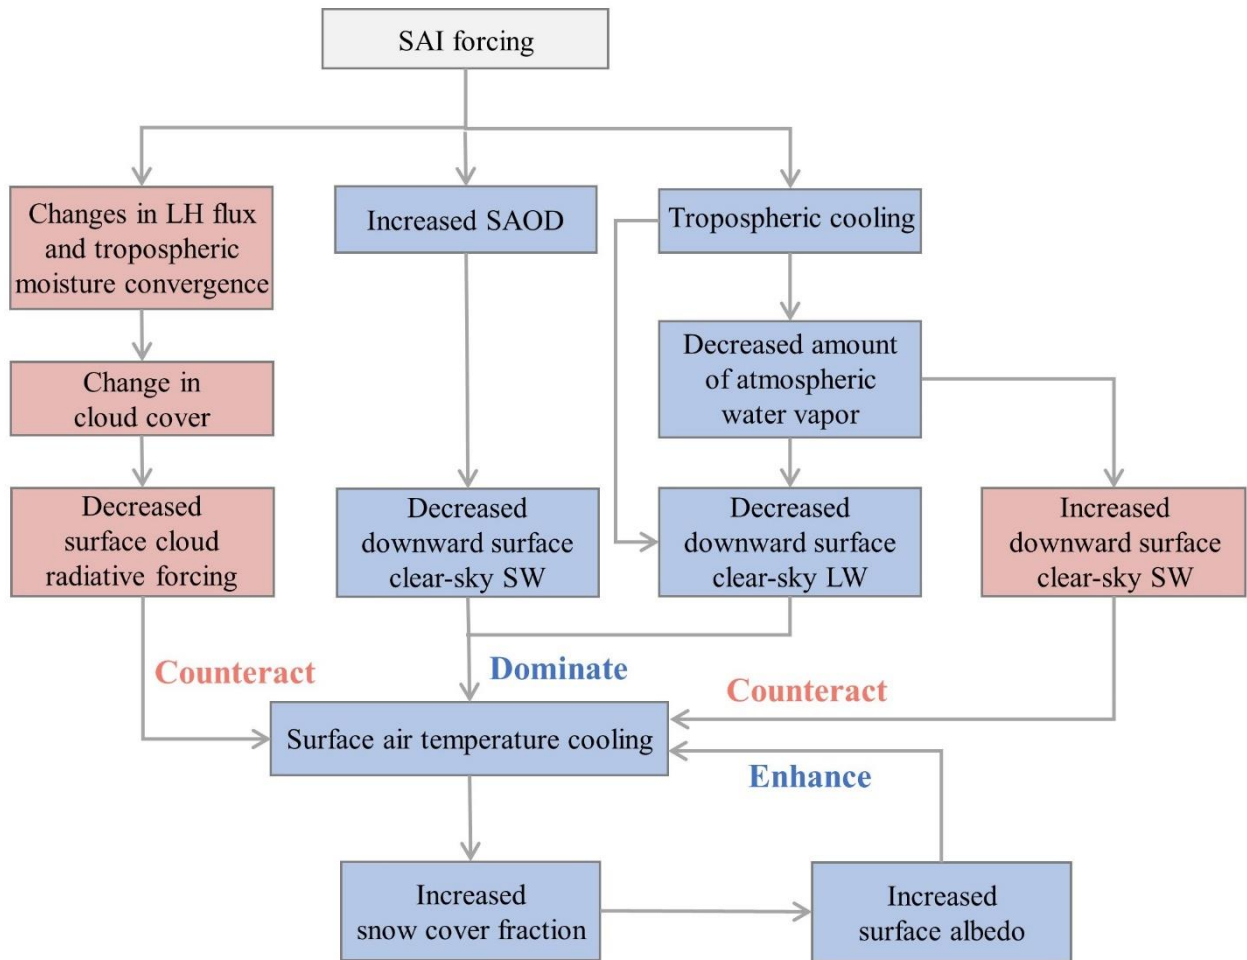 SAI forcing
Changes in LH flux
and tropospheric
moisture convergence
Increased SAOD
Tropospheric cooling
Change in
cloud cover
Decreased amount
of atmospheric
water vapor
Decreased
surface cloud
radiative forcing
Decreased
downward surface
clear-sky SW
Decreased
downward surface
clear-sky LW
Increased
downward surface
clear-sky SW
Counteract
Dominate
Counteract
Surface air temperature cooling
Enhance
Increased
snow cover fraction
Increased
surface albedo